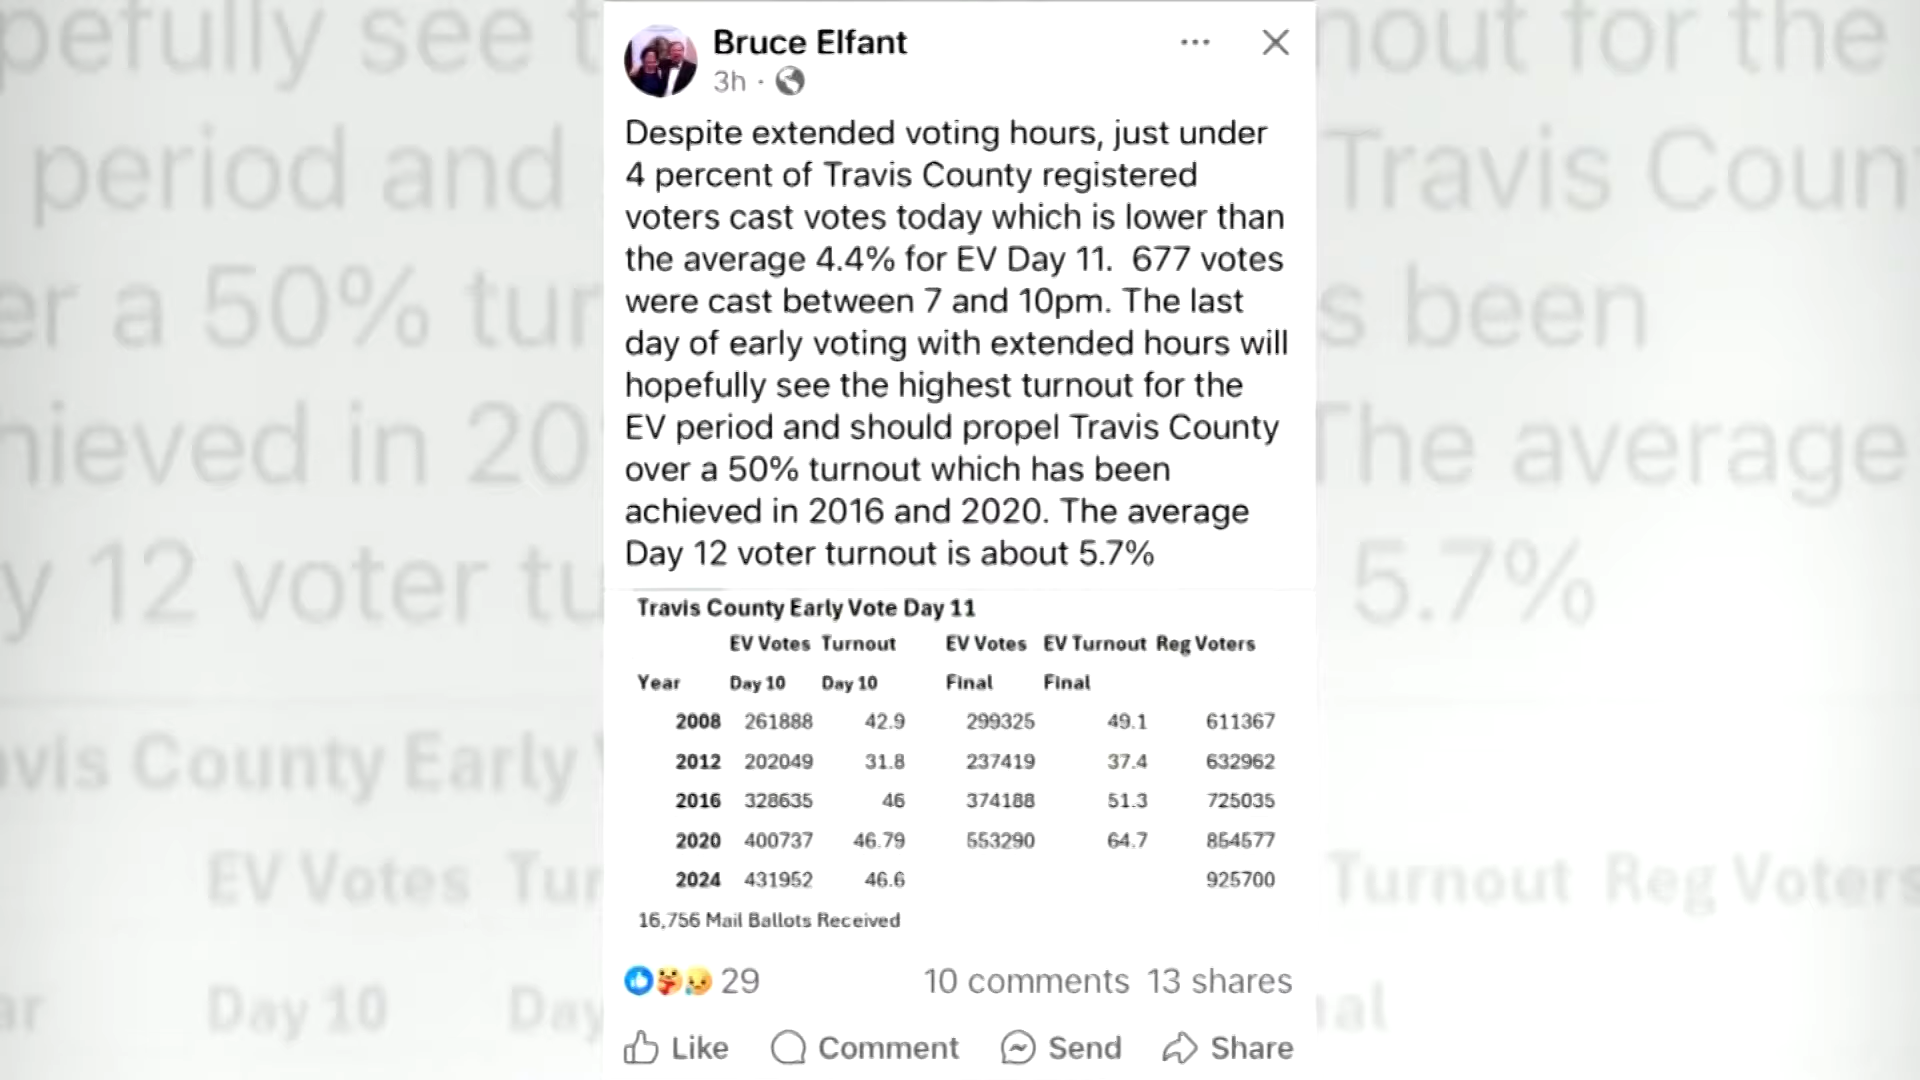 Bruce Elfant
3h ·
Despite extended voting hours, just under
4 percent of Travis County registered
voters cast votes today which is lower than
the average 4.4% for EV Day 11. 677 votes
were cast between 7 and 10pm. The last
day of early voting with extended hours will
hopefully see the highest turnout for the
EV period and should propel Travis County
over a 50% turnout which has been
achieved in 2016 and 2020. The average
Day 12 voter turnout is about 5.7%
Travis County Early Vote Day 11
EV Votes Turnout EV Votes EV Turnout Reg Voters
Year Day 10 Day 10 Final Final
2008 261888 42.9 299325 49.1 611367
2012 202049 31.8 237419 37.4 632962
2016 328635 46 374188 51.3 725035
2020 400737 46.79 553290 64.7 854577
2024 431952 46.6 925700
16,756 Mail Ballots Received
29 10 comments 13 shares
Like Comment Send Share